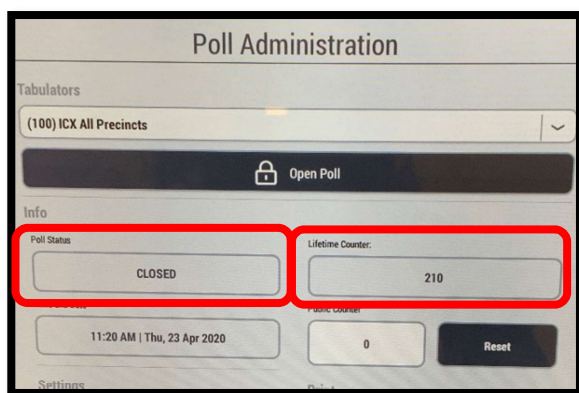 Poll Administration
Tabulators
(100) ICX All Precincts
Open Poll
Info
Poll Status
Lifetime Counter:
CLOSED
210
Public Counter
11:20 AM | Thu, 23 Apr 2020
0
Reset
Settings